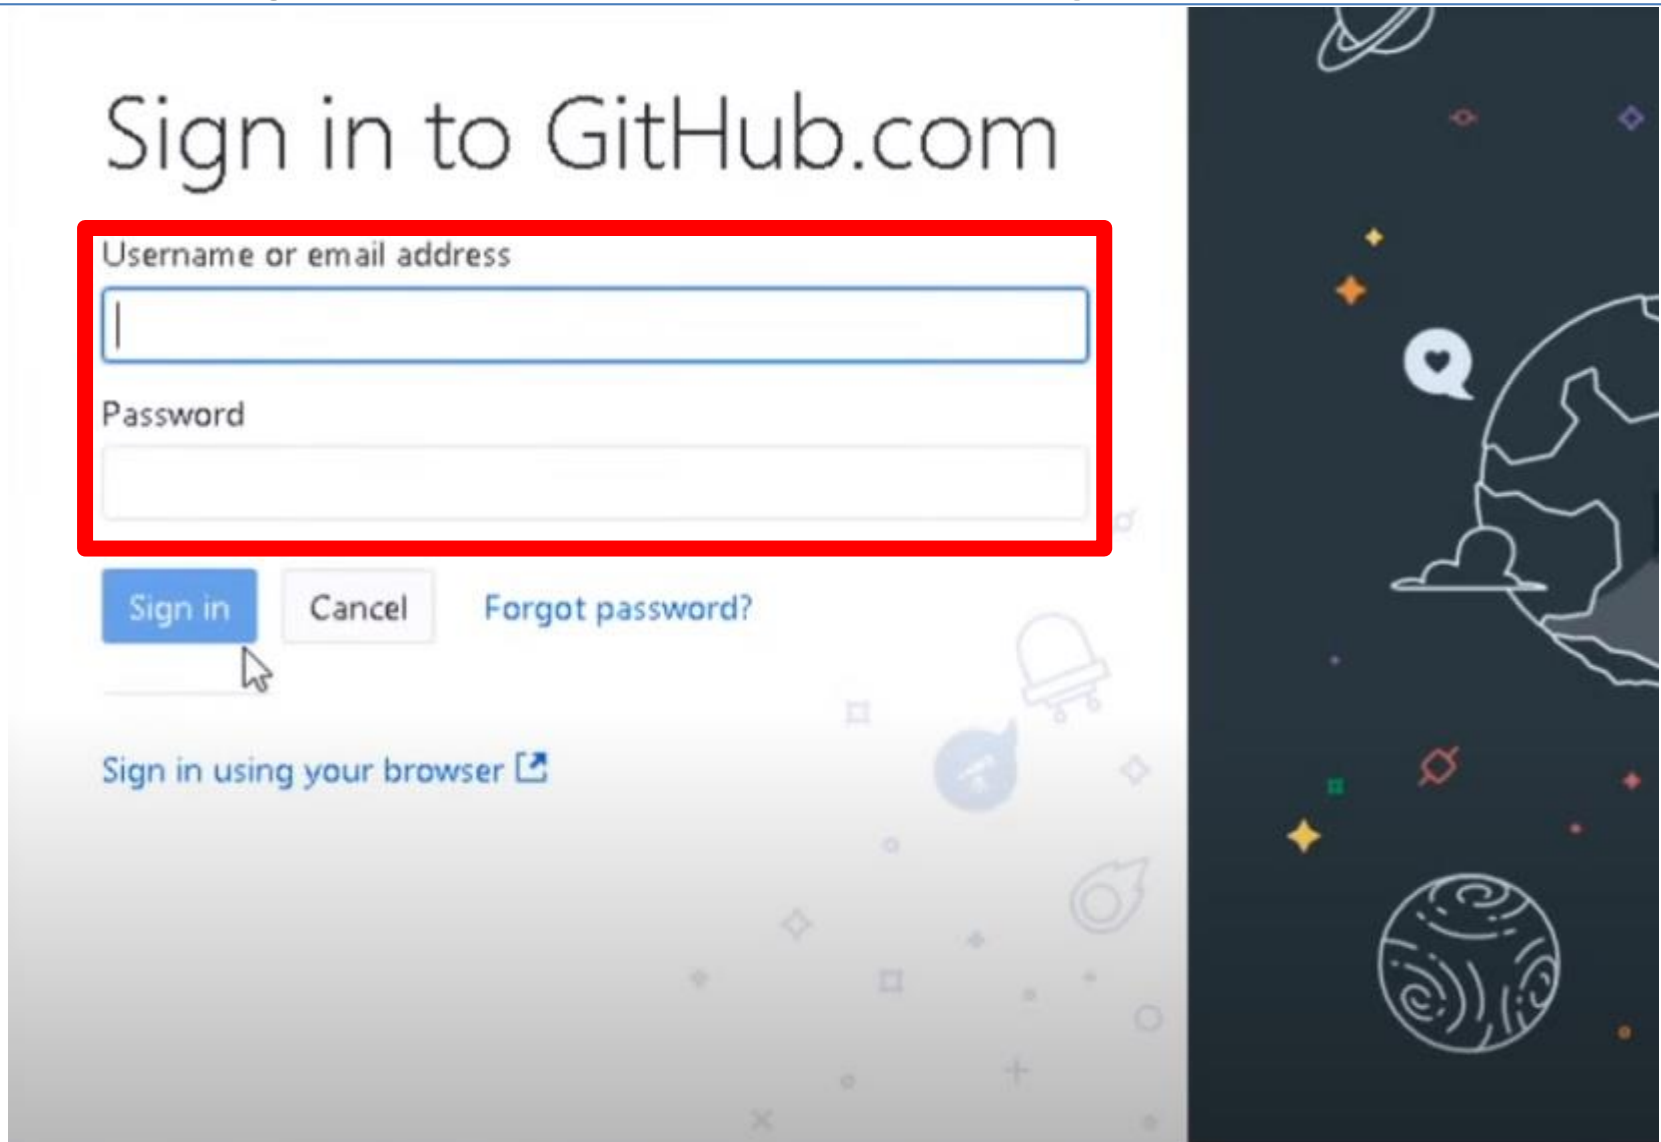 Sign in to GitHub.com
Username or email address
Password
Sign in
Cancel
Forgot password?
Sign in using your browser